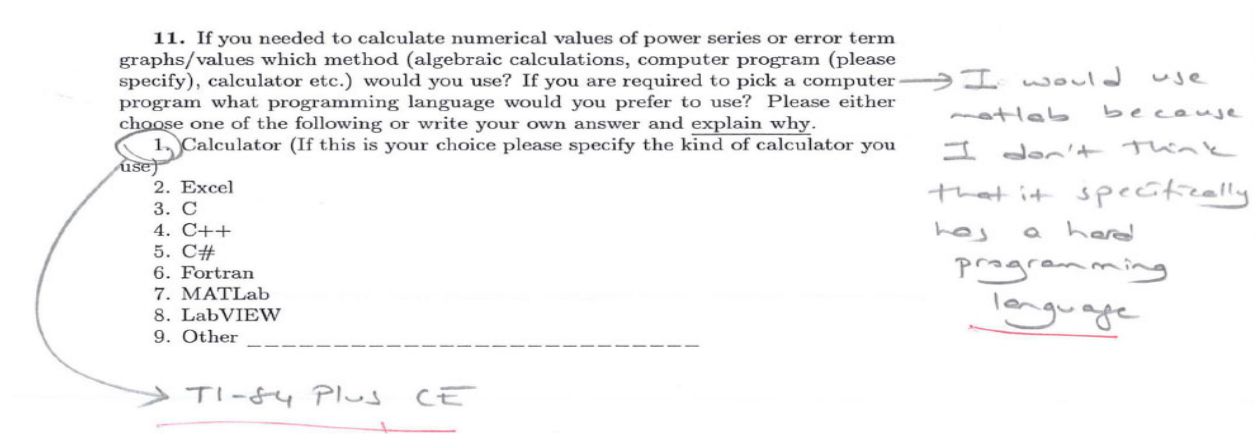 11. If you needed to calculate numerical values of power series or error term
graphs/values which method (algebraic calculations, computer program (please
specify), calculator etc.) would you use? If you are required to pick a computer
program what programming language would you prefer to use? Please either
choose one of the following or write your own answer and explain why.
1. Calculator (If this is your choice please specify the kind of calculator you
use)
2. Excel
3. C
4. C++
5. C#
6. Fortran
7. MATLab
8. LabVIEW
9. Other ___________________________
TI-84 Plus CE
I would use
matlab because
I don't think
that it specifically
has a hard
programming
language